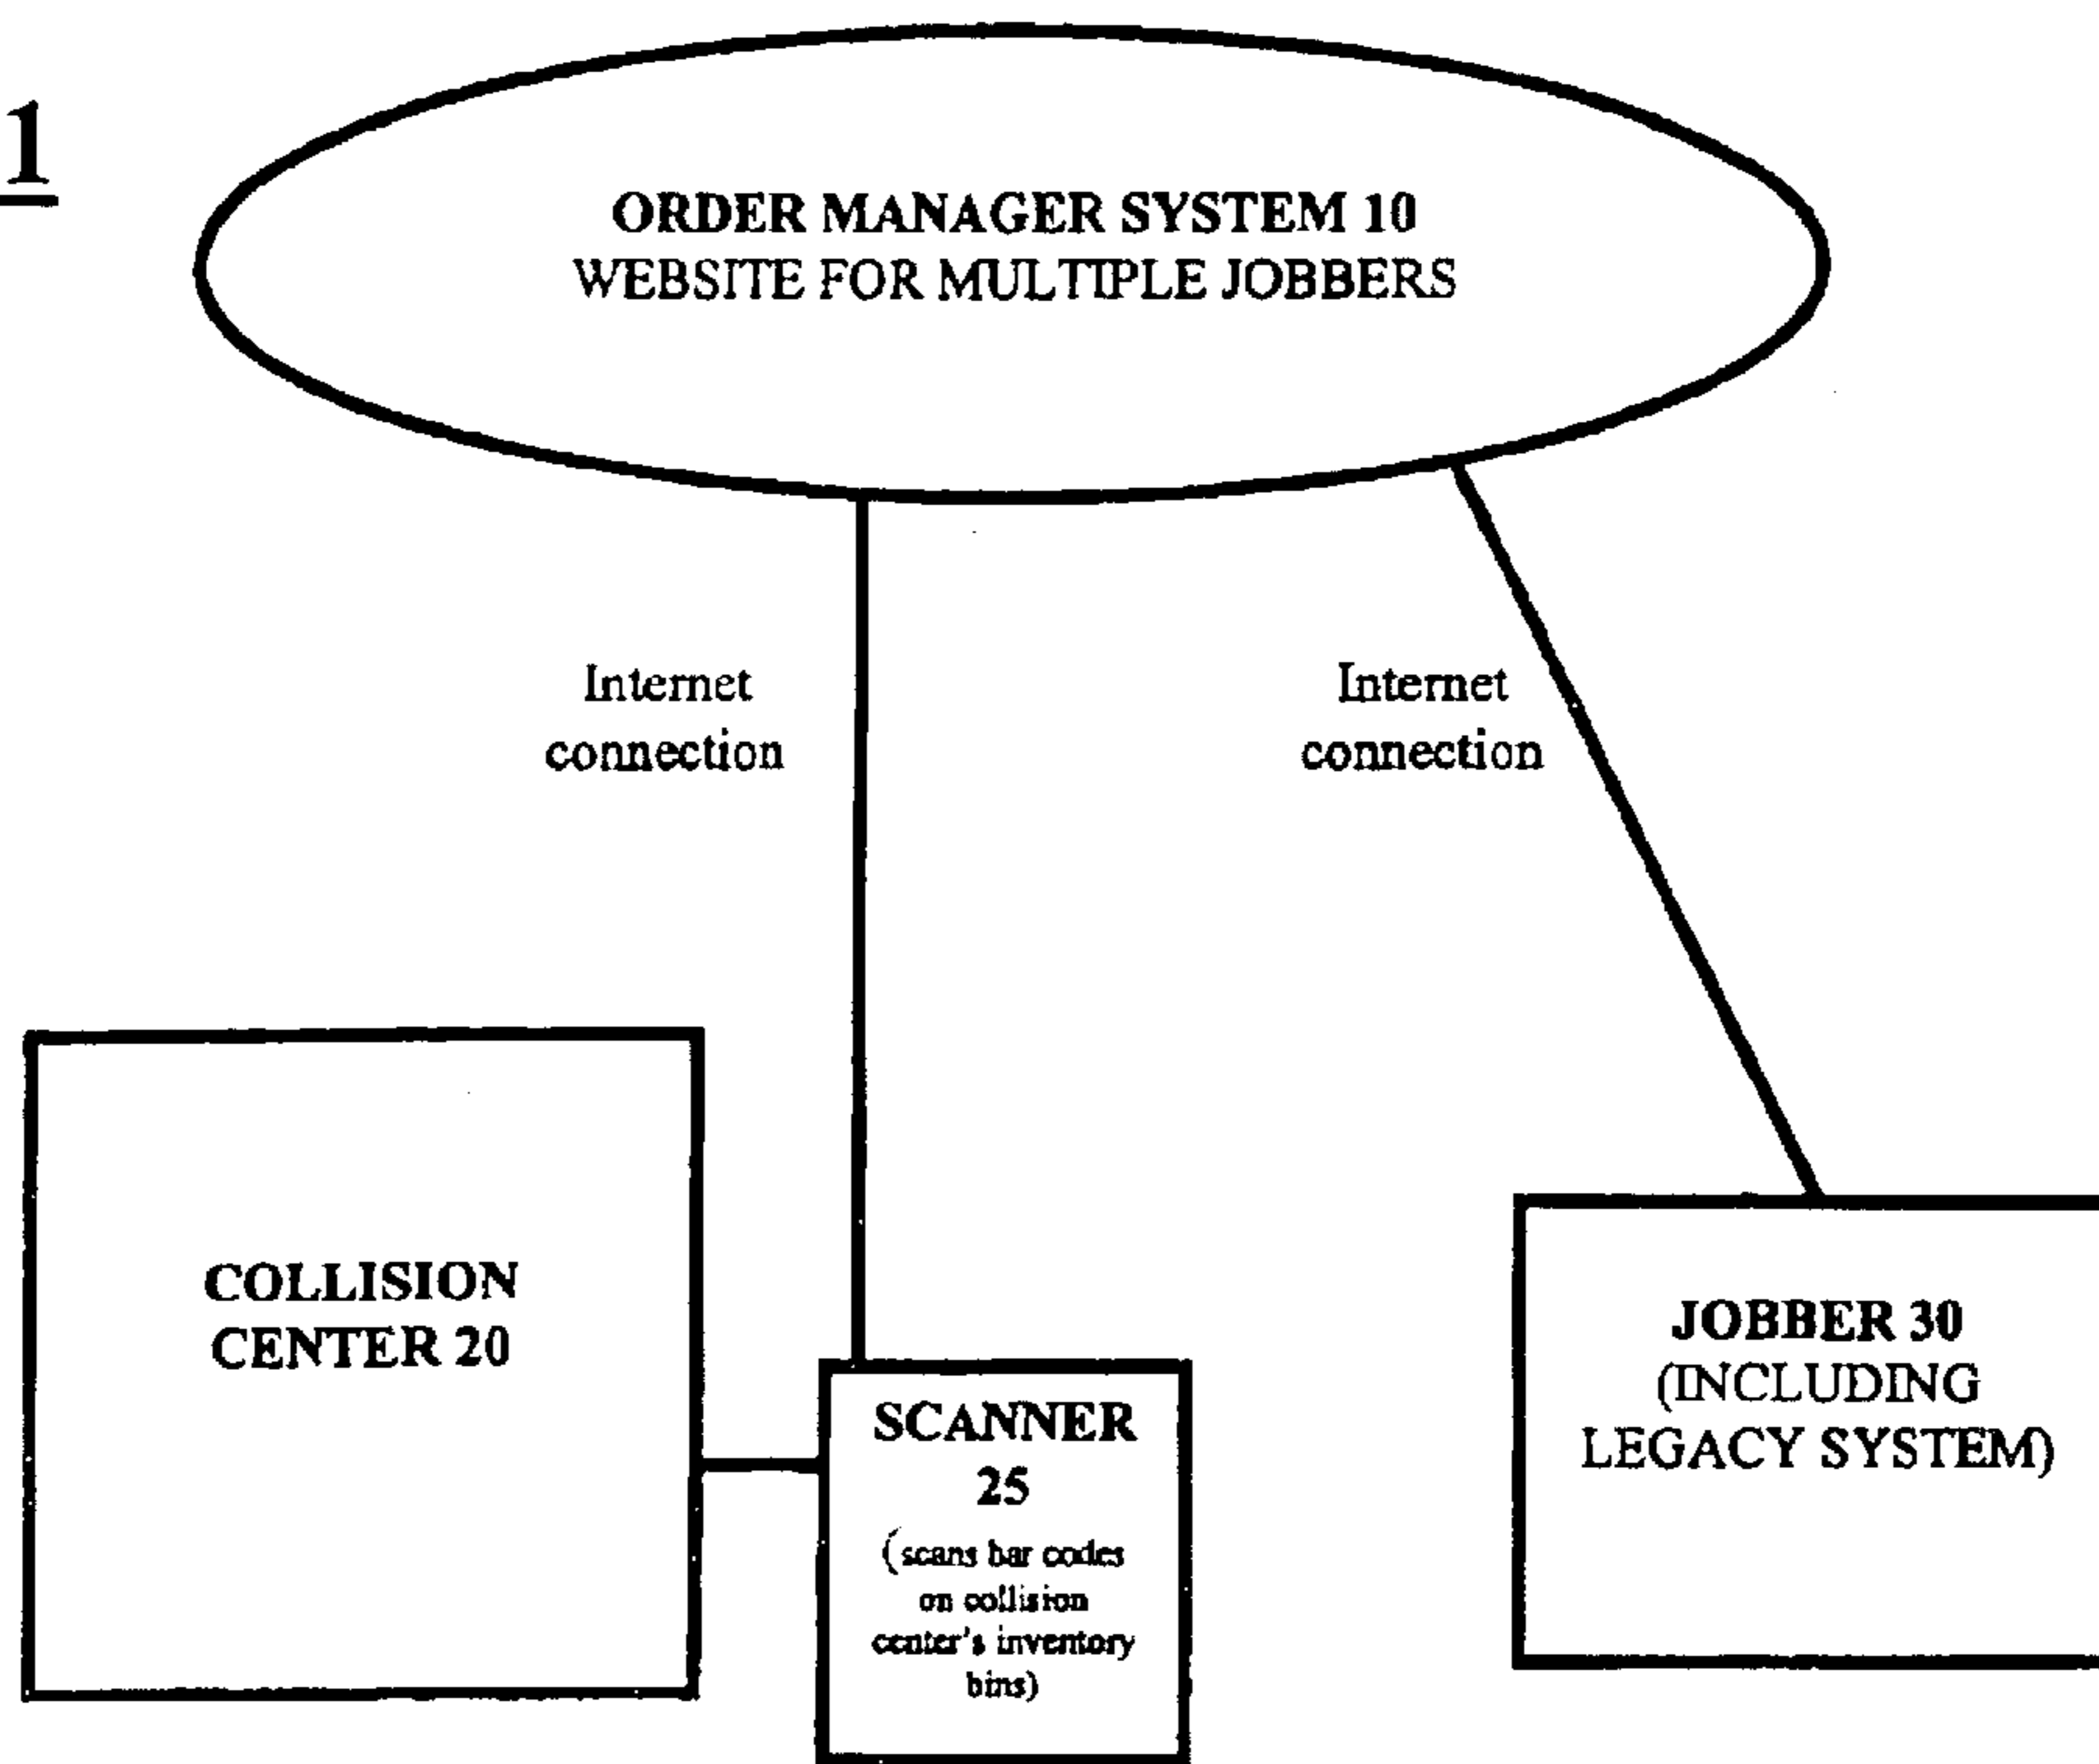 1
ORDER MANAGER SYSTEM 10
WEBSITE FOR MULTIPLE JOBBERS
Internet
connection
Internet
connection
COLLISION
CENTER 20
SCANNER
25
(scans bar codes
on collision
center's inventory
bins)
JOBBER 30
(INCLUDING
LEGACY SYSTEM)